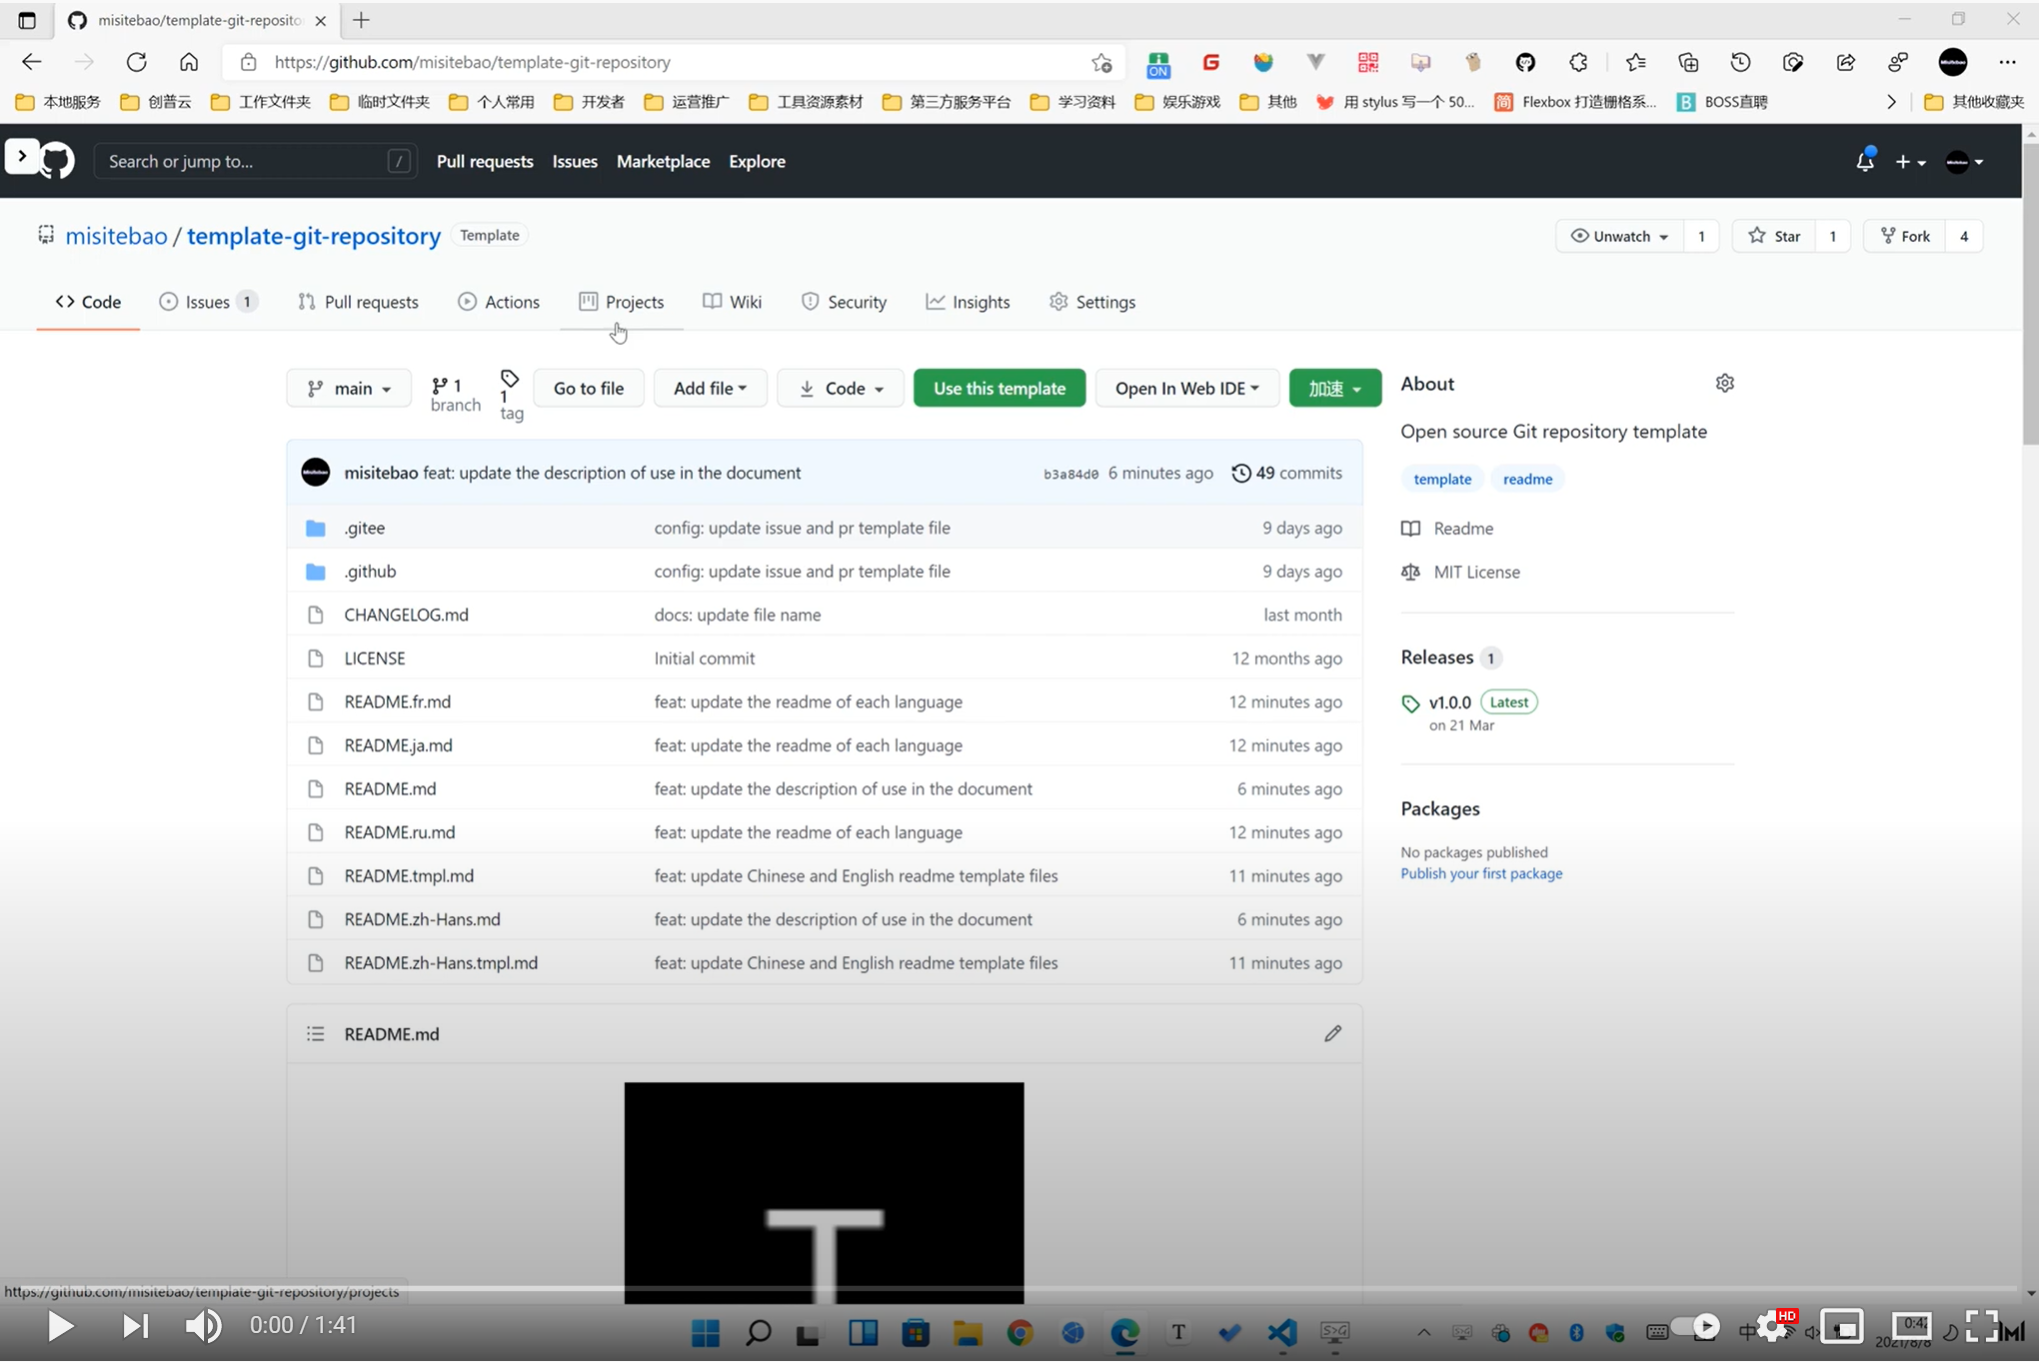 misitebao/template-git-reposito
https://github.com/misitebao/template-git-repository
ON
本地服务 创普云 工作文件夹 临时文件夹 个人常用 开发者 运营推广 工具资源素材 第三方服务平台 学习资料 娱乐游戏 其他 用 stylus 写一个 50... 简 Flexbox 打造栅格系... B BOSS直聘 其他收藏夹
Search or jump to... / Pull requests Issues Marketplace Explore
misitebao / template-git-repository Template Unwatch 1 Star 1 Fork 4
Code Issues 1 Pull requests Actions Projects Wiki Security Insights Settings
main 1 branch 1 tag Go to file Add file Code Use this template Open In Web IDE 加速
About
Open source Git repository template
template readme
Readme
MIT License
Releases 1
v1.0.0 Latest
on 21 Mar
Packages
No packages published
Publish your first package
misitebao feat: update the description of use in the document b3a84d0 6 minutes ago 49 commits
.gitee config: update issue and pr template file 9 days ago
.github config: update issue and pr template file 9 days ago
CHANGELOG.md docs: update file name last month
LICENSE Initial commit 12 months ago
README.fr.md feat: update the readme of each language 12 minutes ago
README.ja.md feat: update the readme of each language 12 minutes ago
README.md feat: update the description of use in the document 6 minutes ago
README.ru.md feat: update the readme of each language 12 minutes ago
README.tmpl.md feat: update Chinese and English readme template files 11 minutes ago
README.zh-Hans.md feat: update the description of use in the document 6 minutes ago
README.zh-Hans.tmpl.md feat: update Chinese and English readme template files 11 minutes ago
README.md
T
https://github.com/misitebao/template-git-repository/projects
0:00 / 1:41
T S>G 中 HD 0:42
2021/8/8